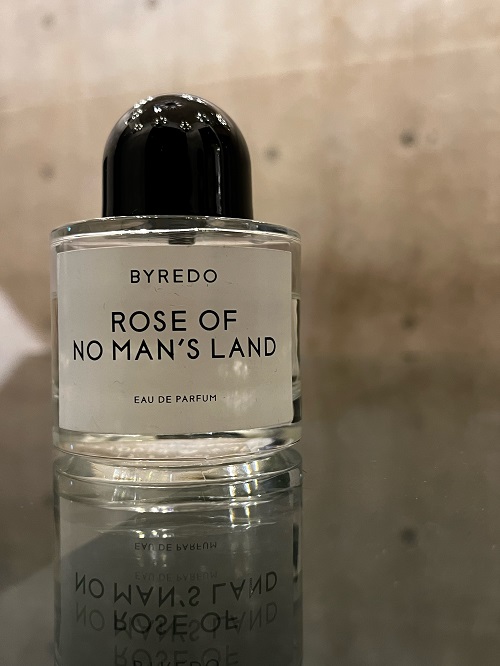 BYREDO
ROSE OF
NO MAN'S LAND
EAU DE PARFUM